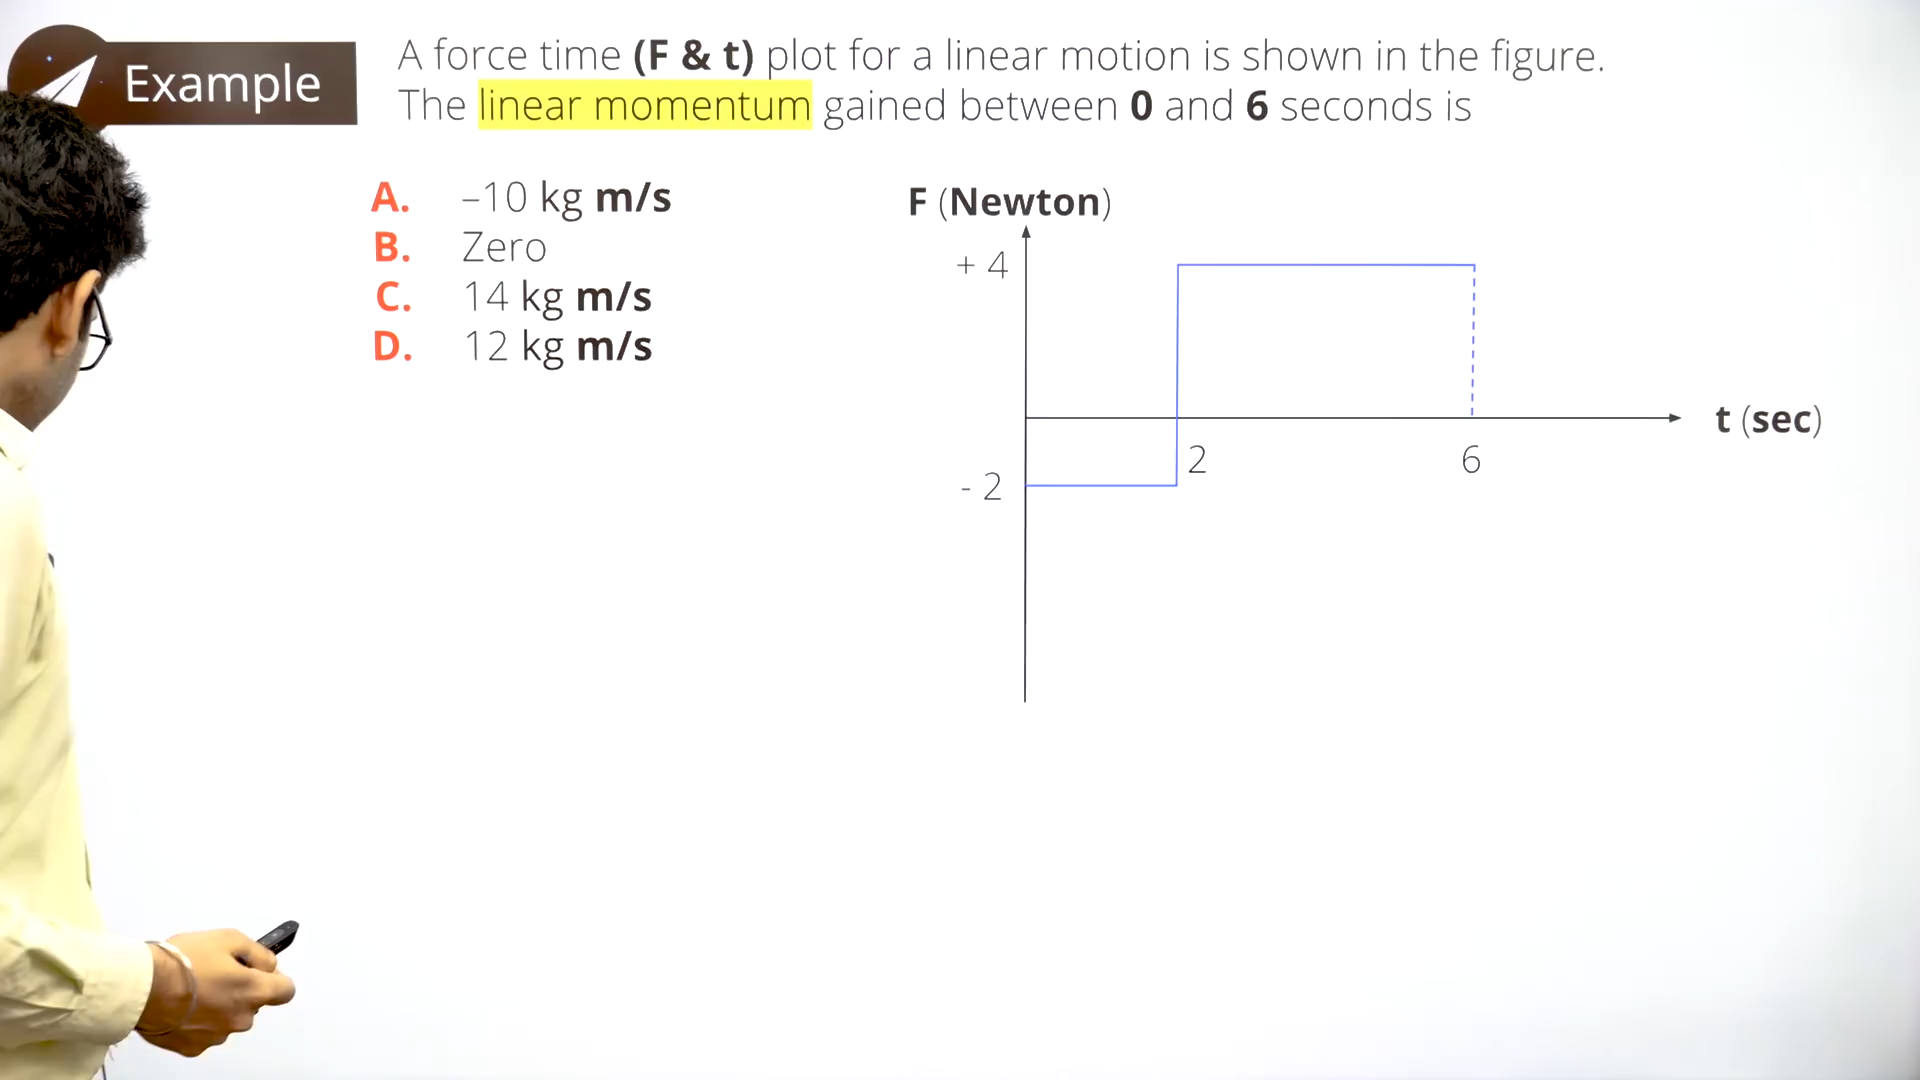 Example
A force time (F & t) plot for a linear motion is shown in the figure.
The linear momentum gained between 0 and 6 seconds is
A. –10 kg m/s
B. Zero
C. 14 kg m/s
D. 12 kg m/s
F (Newton)
+ 4
t (sec)
2
6
- 2